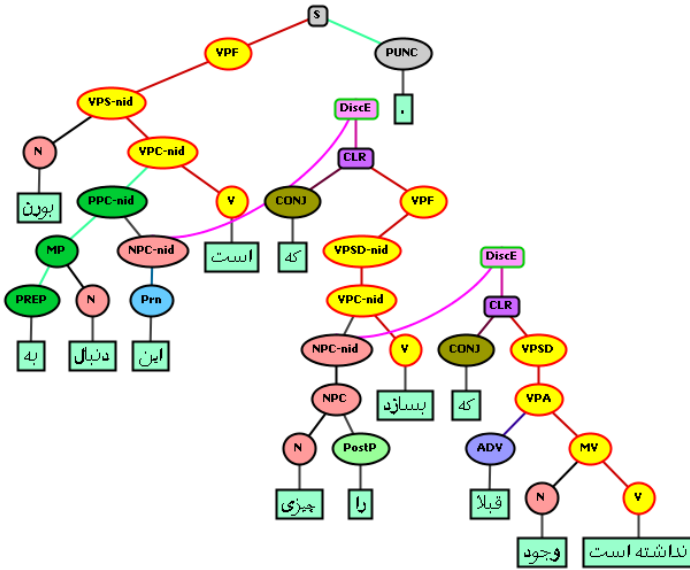 S
VPF PUNC
VPS-nid DiscE .
N VPC-nid CLR
بورن PPC-nid V CONJ VPF
MP NPC-nid است که VPSD-nid DiscE
PREP N Prn VPC-nid CLR
به دنبال این NPC-nid V CONJ VPSD
NPC بسازد که VPA
N PostP ADV MV
چیزی را قبلا N V
وجود نداشته است